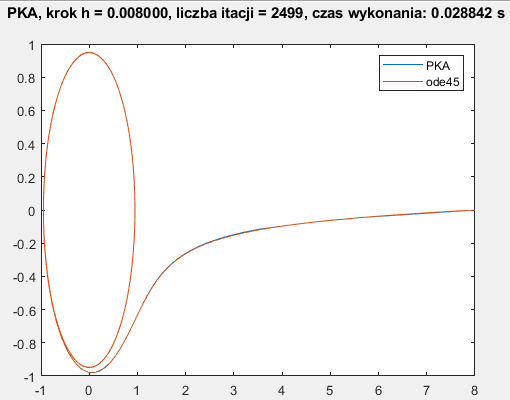 PKA, krok h = 0.008000, liczba itacji = 2499, czas wykonania: 0.028842 s
PKA
ode45
1
0.8
0.6
0.4
0.2
0
-0.2
-0.4
-0.6
-0.8
-1
-1 0 1 2 3 4 5 6 7 8